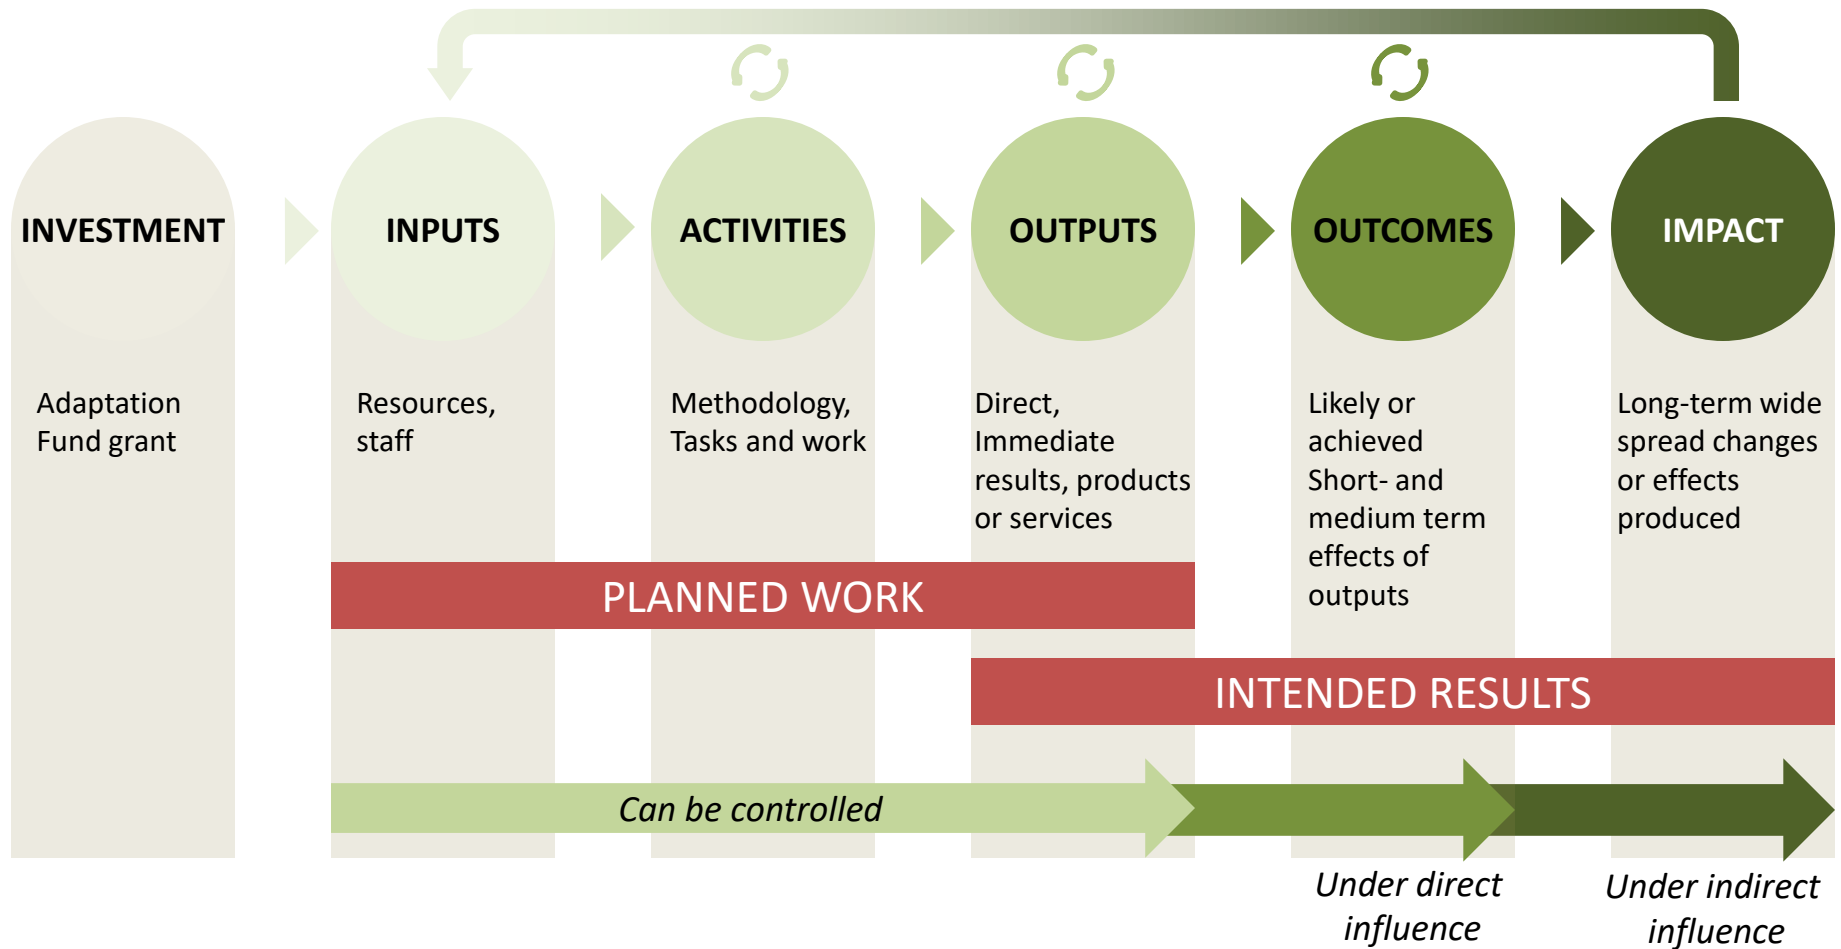 INVESTMENT
INPUTS
ACTIVITIES
OUTPUTS
OUTCOMES
IMPACT
Adaptation
Fund grant
Resources,
staff
Methodology,
Tasks and work
Direct,
Immediate
results, products
or services
Likely or
achieved
Short- and
medium term
effects of
outputs
Long-term wide
spread changes
or effects
produced
PLANNED WORK
INTENDED RESULTS
Can be controlled
Under direct
influence
Under indirect
influence